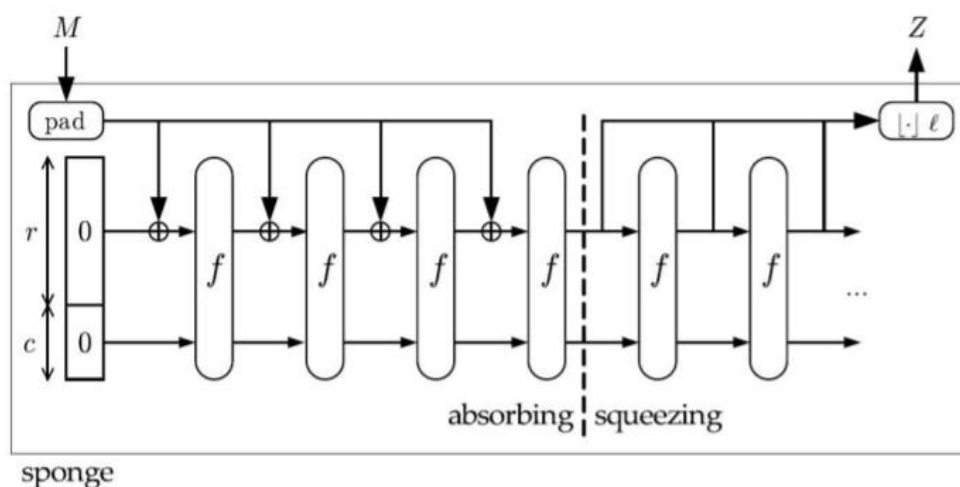 M Z
pad ⌊·⌋ ℓ
r 0 f f f f f f
c 0 ...
absorbing squeezing
sponge